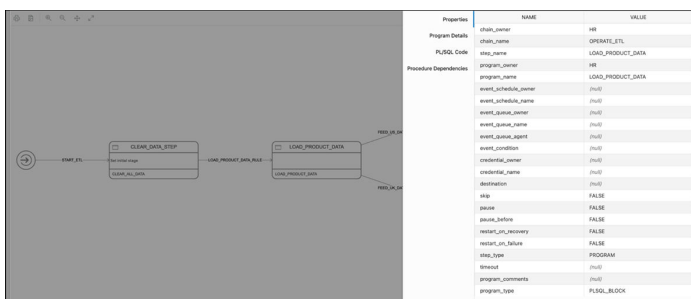 START_ETL
CLEAR_DATA_STEP
Set initial stage
CLEAR_ALL_DATA
LOAD_PRODUCT_DATA_RULE
LOAD_PRODUCT_DATA
LOAD_PRODUCT_DATA
Properties
Program Details
PL/SQL Code
Procedure Dependencies
NAME VALUE
chain_owner HR
chain_name OPERATE_ETL
step_name LOAD_PRODUCT_DATA
program_owner HR
program_name LOAD_PRODUCT_DATA
event_schedule_owner (null)
event_schedule_name (null)
event_queue_owner (null)
event_queue_name (null)
event_queue_agent (null)
event_condition (null)
credential_owner (null)
credential_name (null)
destination (null)
skip FALSE
pause FALSE
pause_before FALSE
restart_on_recovery FALSE
restart_on_failure FALSE
step_type PROGRAM
timeout (null)
program_comments (null)
program_type PLSQL_BLOCK